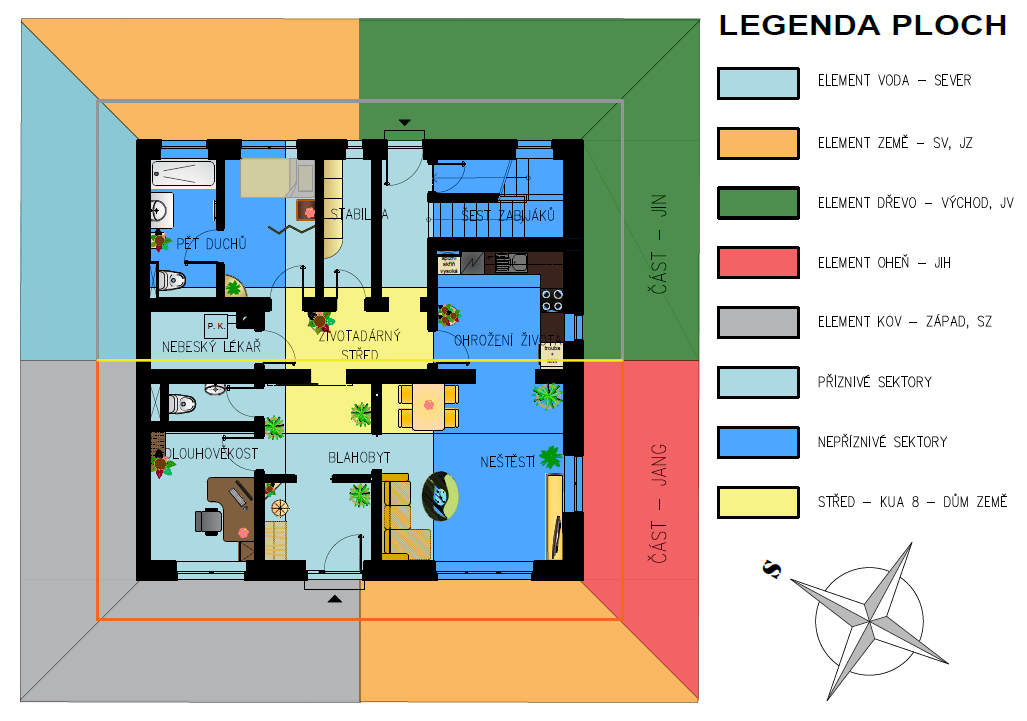 LEGENDA PLOCH
ELEMENT VODA – SEVER
ELEMENT ZEMĚ – SV, JZ
ELEMENT DŘEVO – VÝCHOD, JV
ELEMENT OHEŇ – JIH
ELEMENT KOV – ZÁPAD, SZ
PŘÍZNIVÉ SEKTORY
NEPŘÍZNIVÉ SEKTORY
STŘED – KUA 8 – DŮM ZEMĚ
S
ČÁST – JIN
ČÁST – JANG
PĚT DUCHŮ
STABILITA
ŠEST ZABIJÁKŮ
vysoká
P. K.
NEBESKÝ LÉKAŘ
ŽIVOTADÁRNÝ
STŘED
OHROŽENÍ ŽIVOTA
trouba
+
DLOUHOVĚKOST
BLAHOBYT
NEŠTĚSTÍ